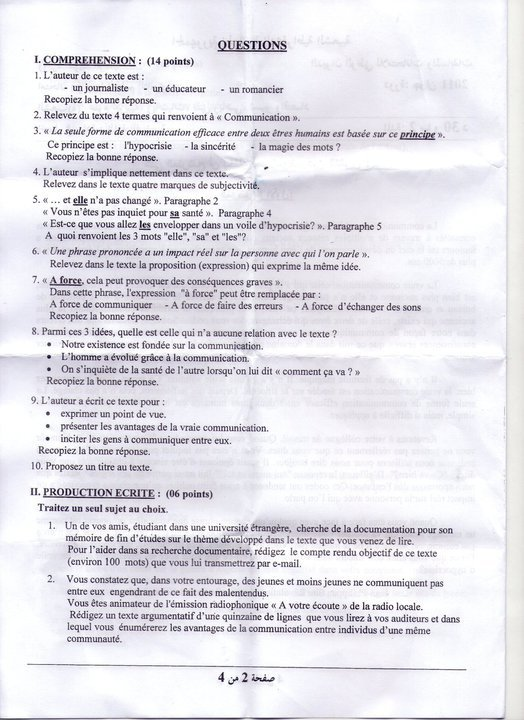 QUESTIONS
I. COMPREHENSION : (14 points)
1. L'auteur de ce texte est :
- un journaliste - un éducateur - un romancier
Recopiez la bonne réponse.
2. Relevez du texte 4 termes qui renvoient à « Communication ».
3. « La seule forme de communication efficace entre deux êtres humains est basée sur ce principe ».
Ce principe est : l'hypocrisie - la sincérité - la magie des mots ?
Recopiez la bonne réponse.
4. L'auteur s'implique nettement dans ce texte.
Relevez dans le texte quatre marques de subjectivité.
5. « ... et elle n'a pas changé ». Paragraphe 2
« Vous n'êtes pas inquiet pour sa santé ». Paragraphe 4
« Est-ce que vous allez les envelopper dans un voile d'hypocrisie? ». Paragraphe 5
A quoi renvoient les 3 mots "elle", "sa" et "les"?
6. « Une phrase prononcée a un impact réel sur la personne avec qui l'on parle ».
Relevez dans le texte la proposition (expression) qui exprime la même idée.
7. « A force, cela peut provoquer des conséquences graves ».
Dans cette phrase, l'expression "à force" peut être remplacée par :
A force de communiquer - A force de faire des erreurs - A force d'échanger des sons
Recopiez la bonne réponse.
8. Parmi ces 3 idées, quelle est celle qui n'a aucune relation avec le texte ?
• Notre existence est fondée sur la communication.
• L'homme a évolué grâce à la communication.
• On s'inquiète de la santé de l'autre lorsqu'on lui dit « comment ça va ? »
Recopiez la bonne réponse.
9. L'auteur a écrit ce texte pour :
• exprimer un point de vue.
• présenter les avantages de la vraie communication.
• inciter les gens à communiquer entre eux.
Recopiez la bonne réponse.
10. Proposez un titre au texte.
II. PRODUCTION ECRITE : (06 points)
Traitez un seul sujet au choix.
1. Un de vos amis, étudiant dans une université étrangère, cherche de la documentation pour son
mémoire de fin d'études sur le thème développé dans le texte que vous venez de lire.
Pour l'aider dans sa recherche documentaire, rédigez le compte rendu objectif de ce texte
(environ 100 mots) que vous lui transmettrez par e-mail.
2. Vous constatez que, dans votre entourage, des jeunes et moins jeunes ne communiquent pas
entre eux engendrant de ce fait des malentendus.
Vous êtes animateur de l'émission radiophonique « A votre écoute » de la radio locale.
Rédigez un texte argumentatif d'une quinzaine de lignes que vous lirez à vos auditeurs et dans
lequel vous énumérerez les avantages de la communication entre individus d'une même
communauté.
صفحة 2 من 4